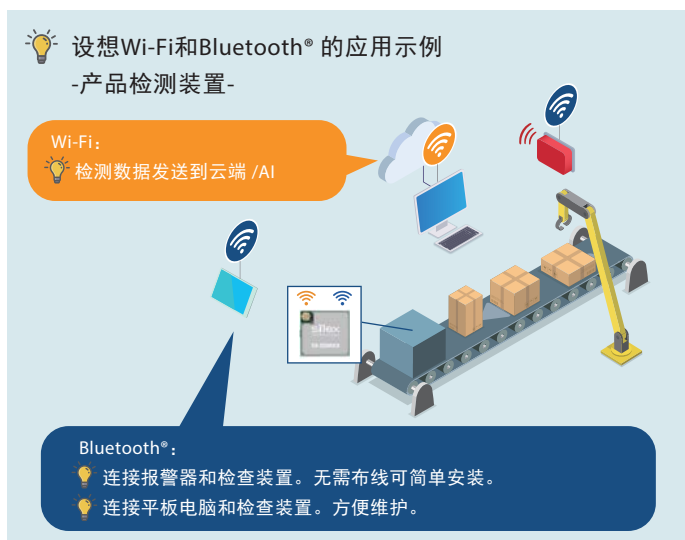 设想Wi-Fi和Bluetooth® 的应用示例
-产品检测装置-
Wi-Fi：
检测数据发送到云端 /AI
silex
Bluetooth®：
连接报警器和检查装置。无需布线可简单安装。
连接平板电脑和检查装置。方便维护。